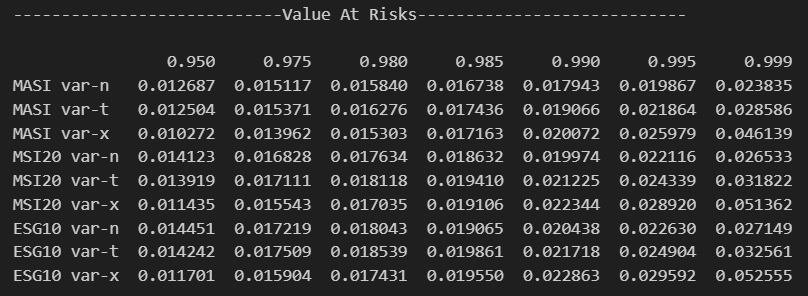 ----------------------------Value At Risks----------------------------
0.950 0.975 0.980 0.985 0.990 0.995 0.999
MASI var-n 0.012687 0.015117 0.015840 0.016738 0.017943 0.019867 0.023835
MASI var-t 0.012504 0.015371 0.016276 0.017436 0.019066 0.021864 0.028586
MASI var-x 0.010272 0.013962 0.015303 0.017163 0.020072 0.025979 0.046139
MSI20 var-n 0.014123 0.016828 0.017634 0.018632 0.019974 0.022116 0.026533
MSI20 var-t 0.013919 0.017111 0.018118 0.019410 0.021225 0.024339 0.031822
MSI20 var-x 0.011435 0.015543 0.017035 0.019106 0.022344 0.028920 0.051362
ESG10 var-n 0.014451 0.017219 0.018043 0.019065 0.020438 0.022630 0.027149
ESG10 var-t 0.014242 0.017509 0.018539 0.019861 0.021718 0.024904 0.032561
ESG10 var-x 0.011701 0.015904 0.017431 0.019550 0.022863 0.029592 0.052555